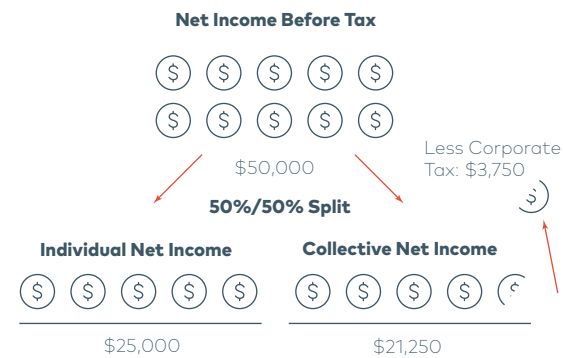 Net Income Before Tax
$ $ $ $ $
$ $ $ $ $
$50,000
Less Corporate
Tax: $3,750
$
50%/50% Split
Individual Net Income
$ $ $ $ $
$25,000
Collective Net Income
$ $ $ $ $
$21,250